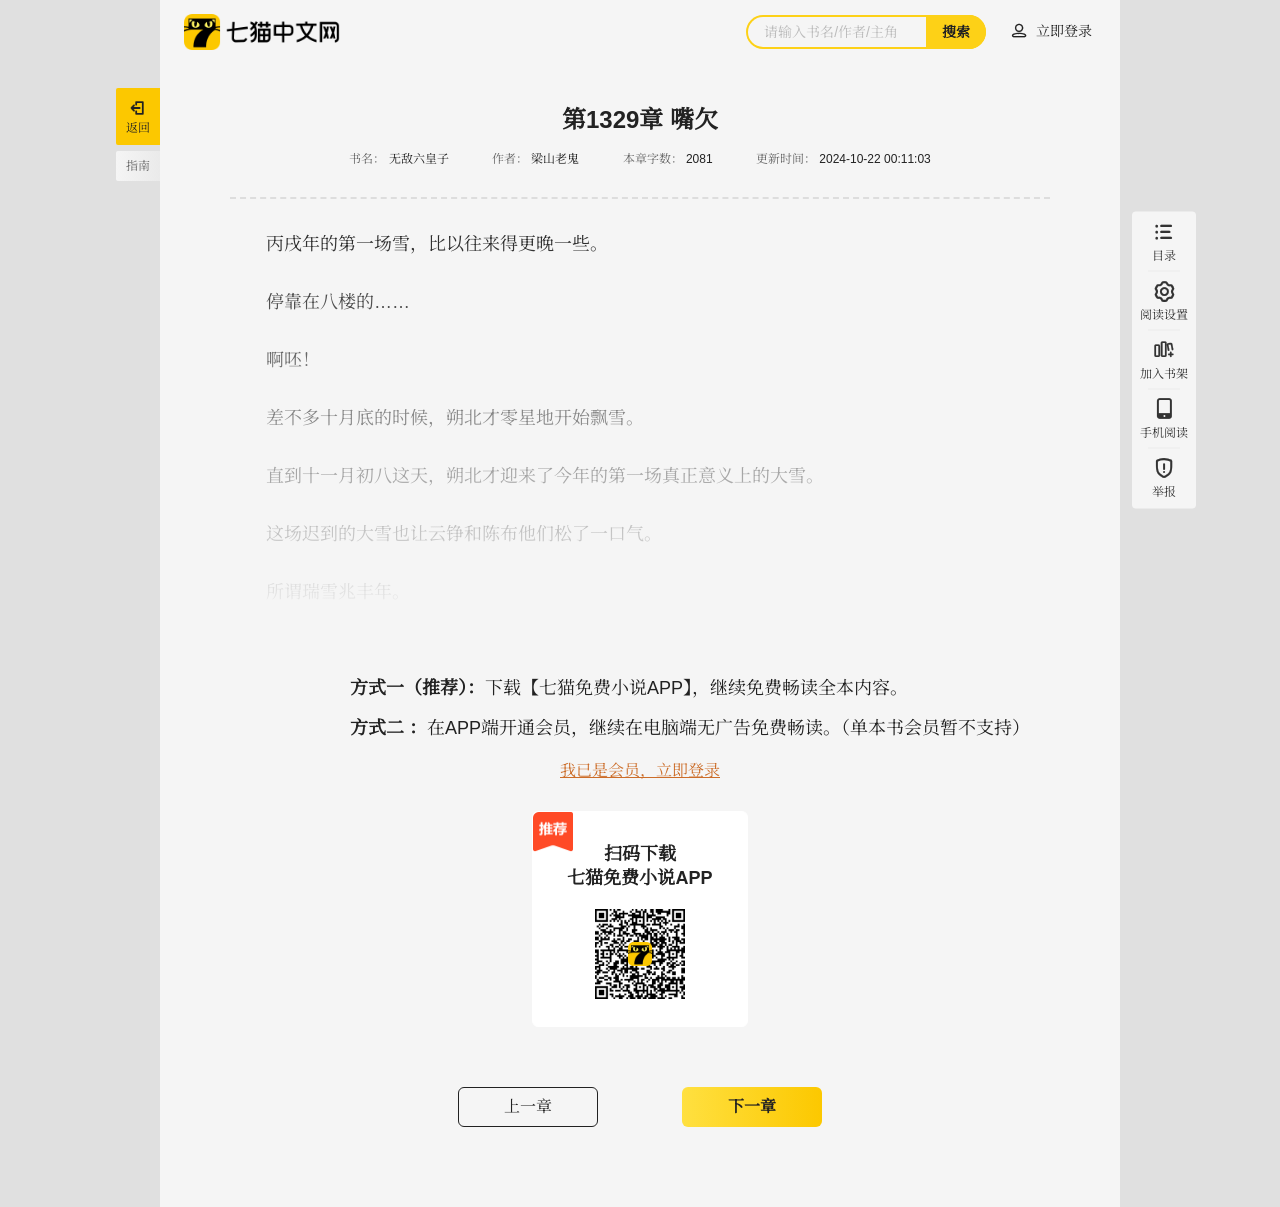 七猫中文网
请输入书名/作者/主角
搜索
立即登录
返回
指南
第1329章 嘴欠
书名： 无敌六皇子 作者： 梁山老鬼 本章字数： 2081 更新时间： 2024-10-22 00:11:03
丙戌年的第一场雪，比以往来得更晚一些。
停靠在八楼的……
啊呸！
差不多十月底的时候，朔北才零星地开始飘雪。
直到十一月初八这天，朔北才迎来了今年的第一场真正意义上的大雪。
这场迟到的大雪也让云铮和陈布他们松了一口气。
所谓瑞雪兆丰年。
目录
阅读设置
加入书架
手机阅读
举报
方式一（推荐）：下载【七猫免费小说APP】，继续免费畅读全本内容。
方式二 ：在APP端开通会员，继续在电脑端无广告免费畅读。（单本书会员暂不支持）
我已是会员，立即登录
推荐
扫码下载
七猫免费小说APP
上一章
下一章